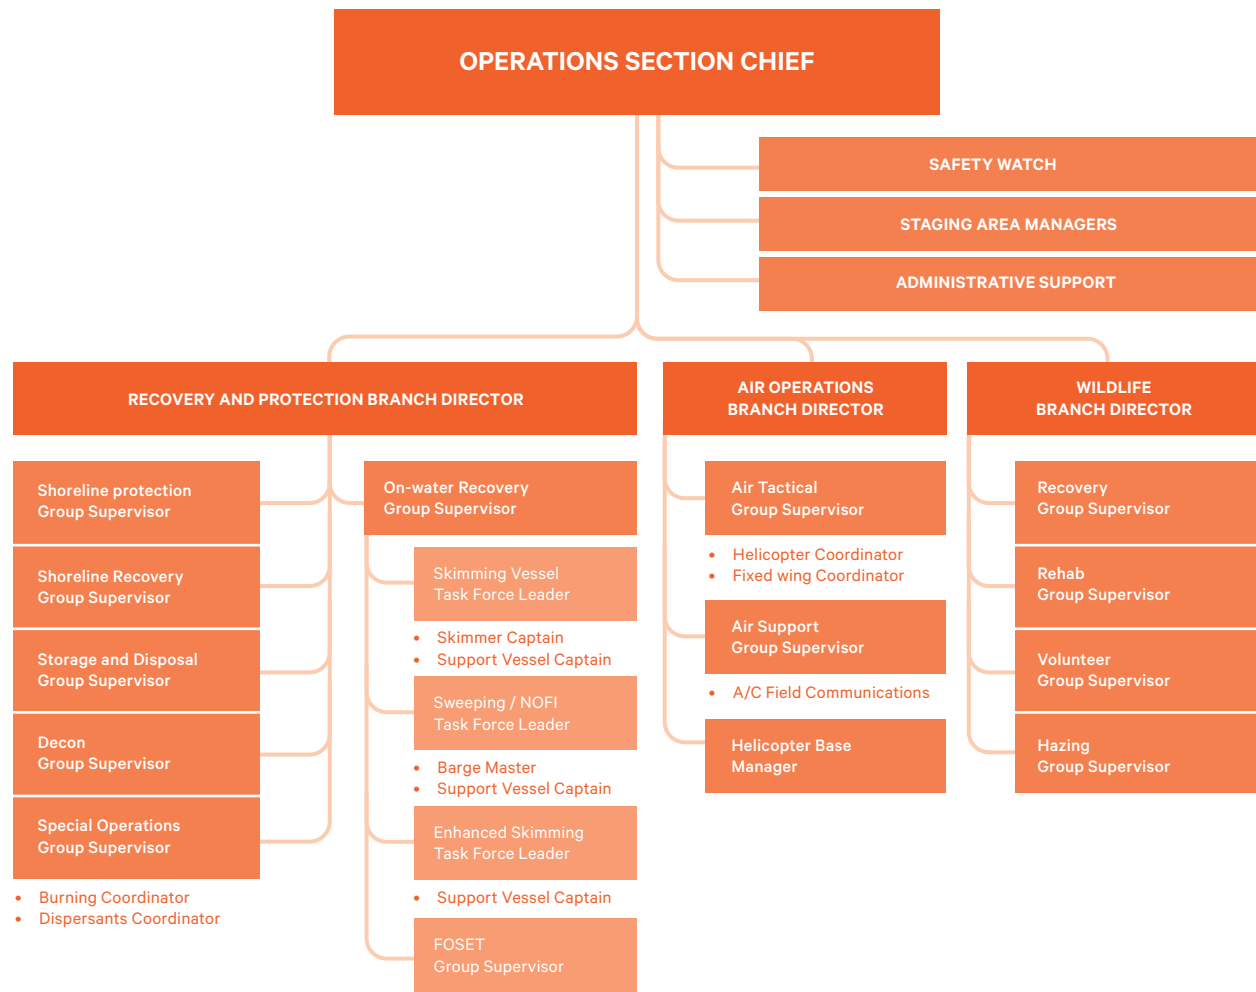 OPERATIONS SECTION CHIEF
SAFETY WATCH
STAGING AREA MANAGERS
ADMINISTRATIVE SUPPORT
RECOVERY AND PROTECTION BRANCH DIRECTOR
Shoreline protection
Group Supervisor
Shoreline Recovery
Group Supervisor
Storage and Disposal
Group Supervisor
Decon
Group Supervisor
Special Operations
Group Supervisor
• Burning Coordinator
• Dispersants Coordinator
On-water Recovery
Group Supervisor
Skimming Vessel
Task Force Leader
• Skimmer Captain
• Support Vessel Captain
Sweeping / NOFI
Task Force Leader
• Barge Master
• Support Vessel Captain
Enhanced Skimming
Task Force Leader
• Support Vessel Captain
FOSET
Group Supervisor
AIR OPERATIONS
BRANCH DIRECTOR
Air Tactical
Group Supervisor
• Helicopter Coordinator
• Fixed wing Coordinator
Air Support
Group Supervisor
• A/C Field Communications
Helicopter Base
Manager
WILDLIFE
BRANCH DIRECTOR
Recovery
Group Supervisor
Rehab
Group Supervisor
Volunteer
Group Supervisor
Hazing
Group Supervisor